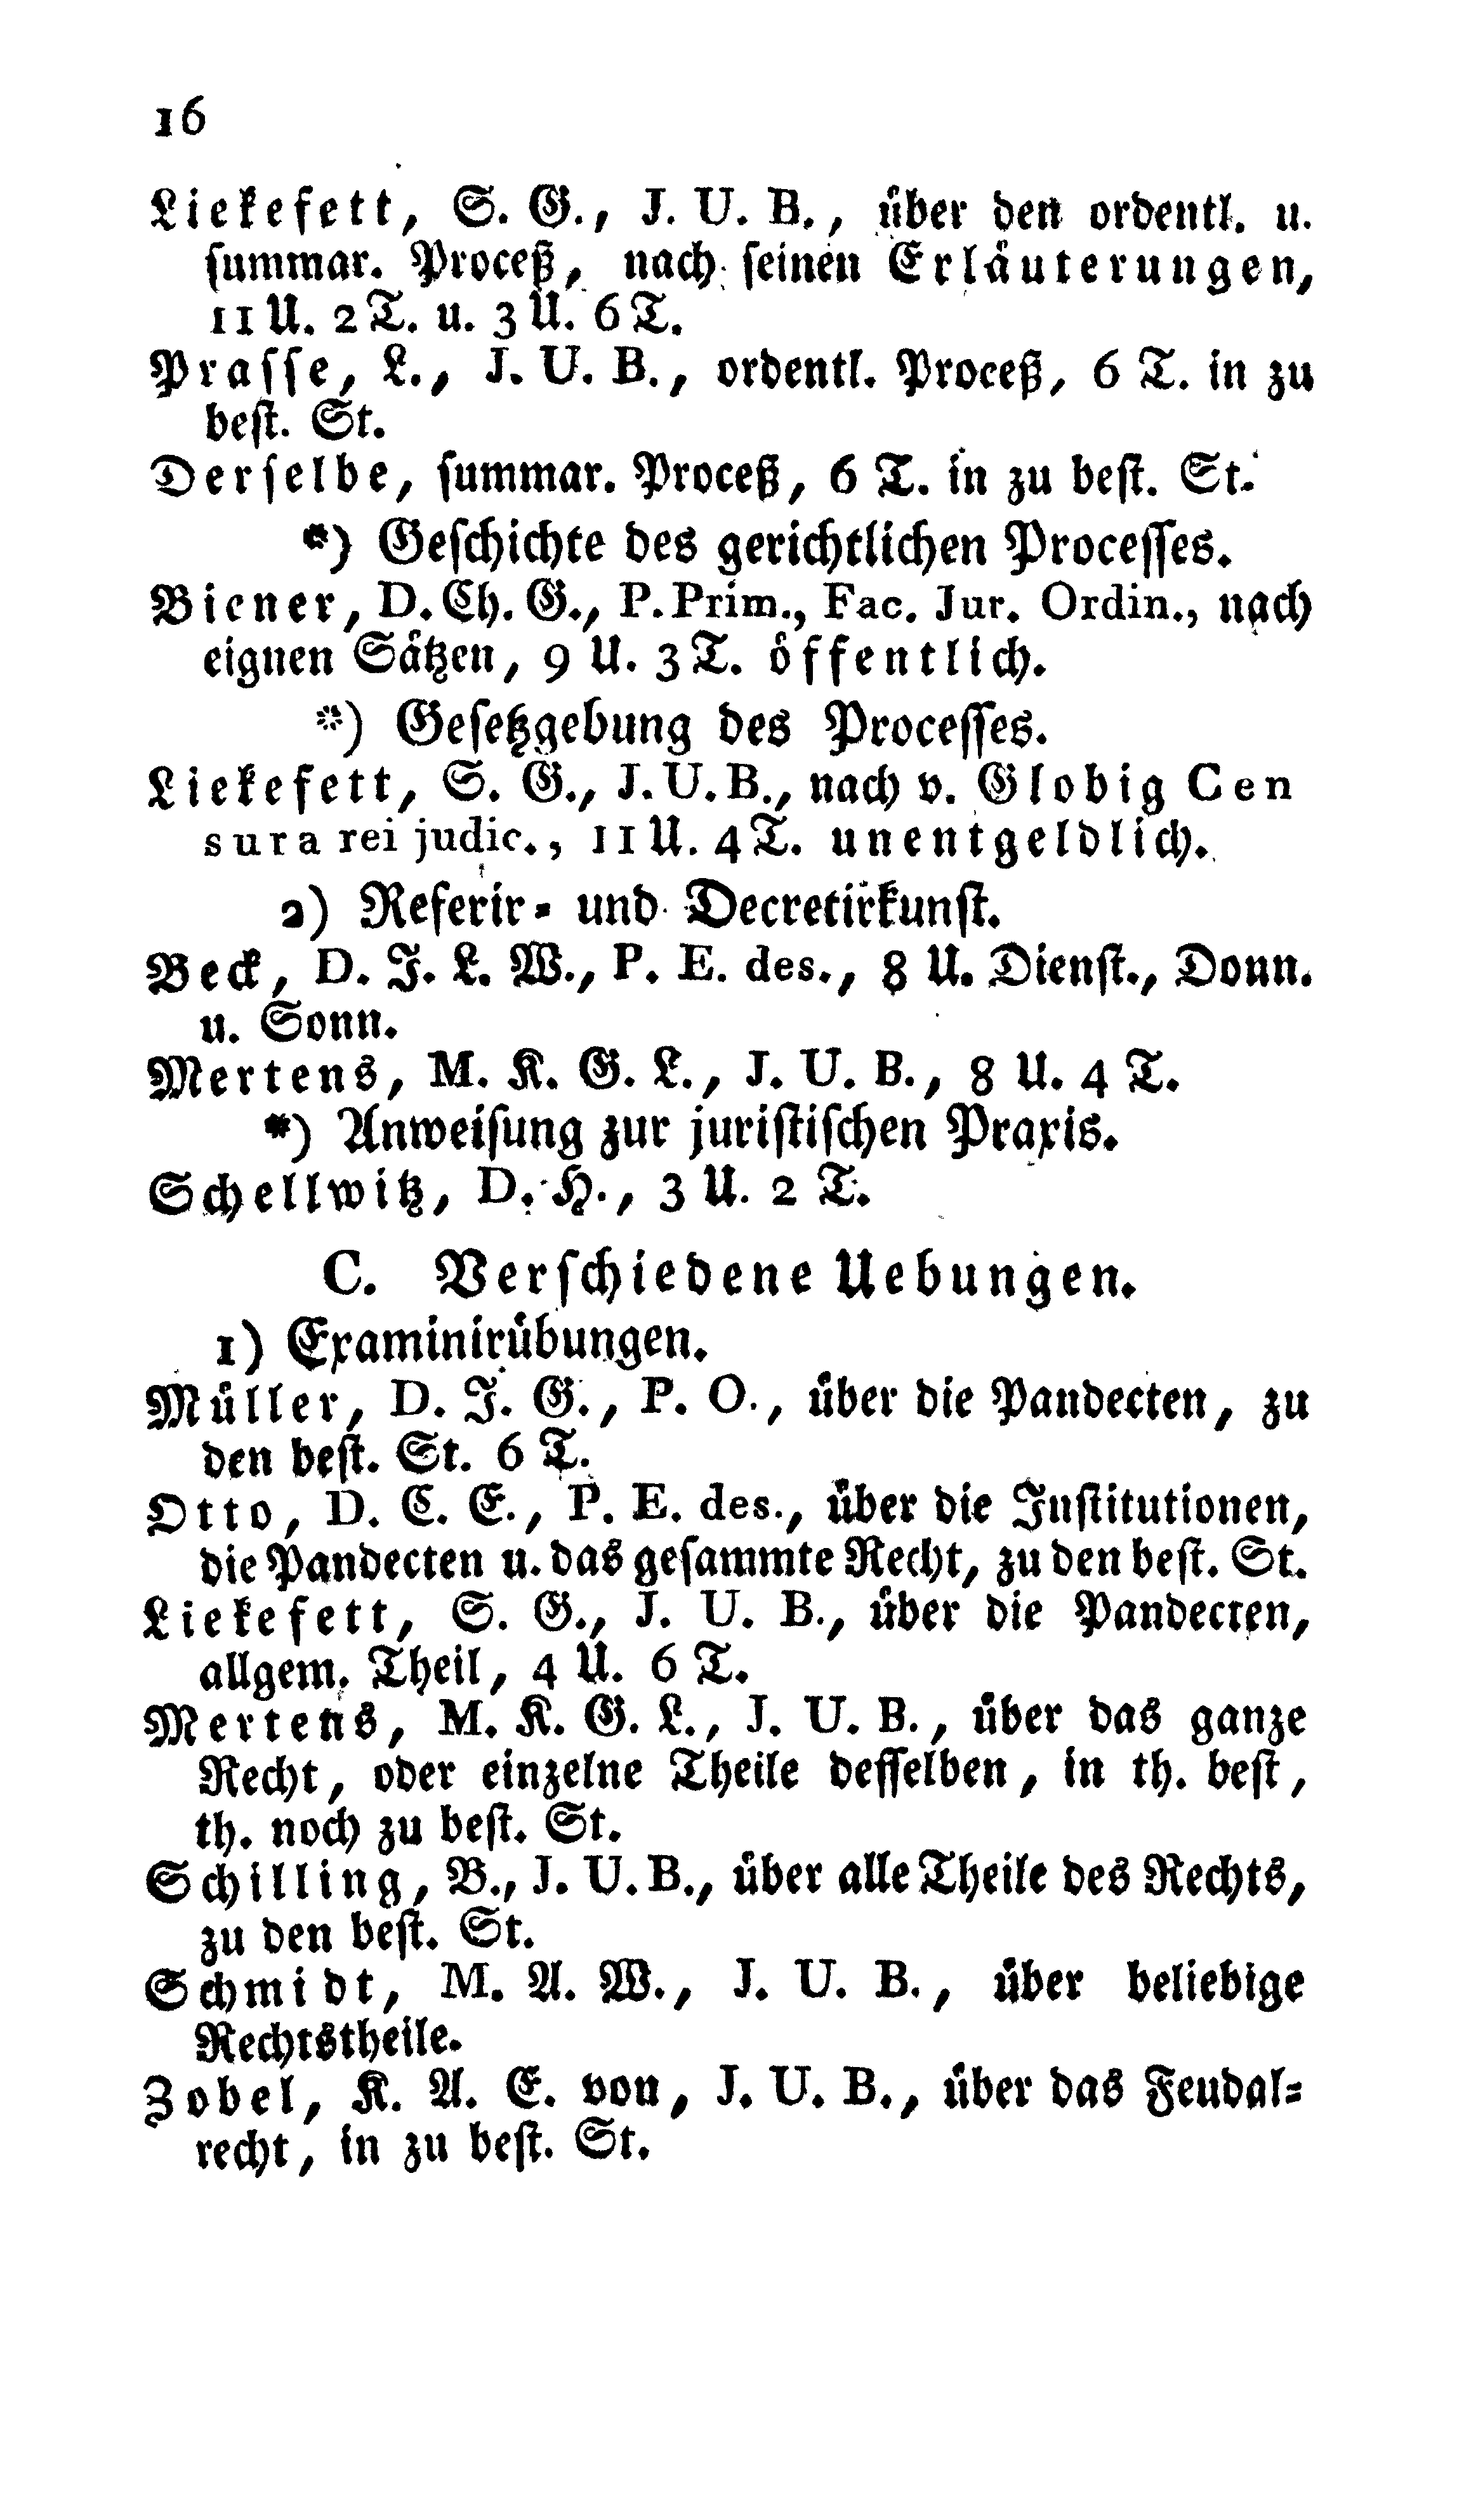 16
Liekefett, S. G., J. U. B., über den ordentl. u.
summar. Proceß, nach seinen Erläuterungen,
11 U. 2 T. u. 3 U. 6 T.
Prasse, L., J. U. B., ordentl. Proceß, 6 T. in zu
best. St.
Derselbe, summar. Proceß, 6 T. in zu best. St.
*) Geschichte des gerichtlichen Processes.
Biener, D. Ch. G., P. Prim., Fac. Jur. Ordin., nach
eignen Sätzen, 9 U. 3 T. öffentlich.
*) Gesetzgebung des Processes.
Liekefett, S. G., J. U. B., nach v. Globig Cen
sura rei judic., 11 U. 4 T. unentgeldlich.
2) Referir- und Decretirkunst.
Beck, D. J. L. W., P. E. des., 8 U. Dienst., Donn.
u. Sonn.
Mertens, M. K. G. L., J. U. B., 8 U. 4 T.
*) Anweisung zur juristischen Praxis.
Schellwitz, D. H., 3 U. 2 T.
C. Verschiedene Uebungen.
1) Examinirübungen.
Müller, D. J. G., P. O., über die Pandecten, zu
den best. St. 6 T.
Otto, D. C. E., P. E. des., über die Institutionen,
die Pandecten u. das gesammte Recht, zu den best. St.
Liekefett, S. G., J. U. B., über die Pandecten,
allgem. Theil, 4 U. 6 T.
Mertens, M. K. G. L., J. U. B., über das ganze
Recht, oder einzelne Theile desselben, in th. best,
th. noch zu best. St.
Schilling, B., J. U. B., über alle Theile des Rechts,
zu den best. St.
Schmidt, M. A. W., J. U. B., über beliebige
Rechtstheile.
Zobel, K. A. E. von, J. U. B., über das Feudal-
recht, in zu best. St.